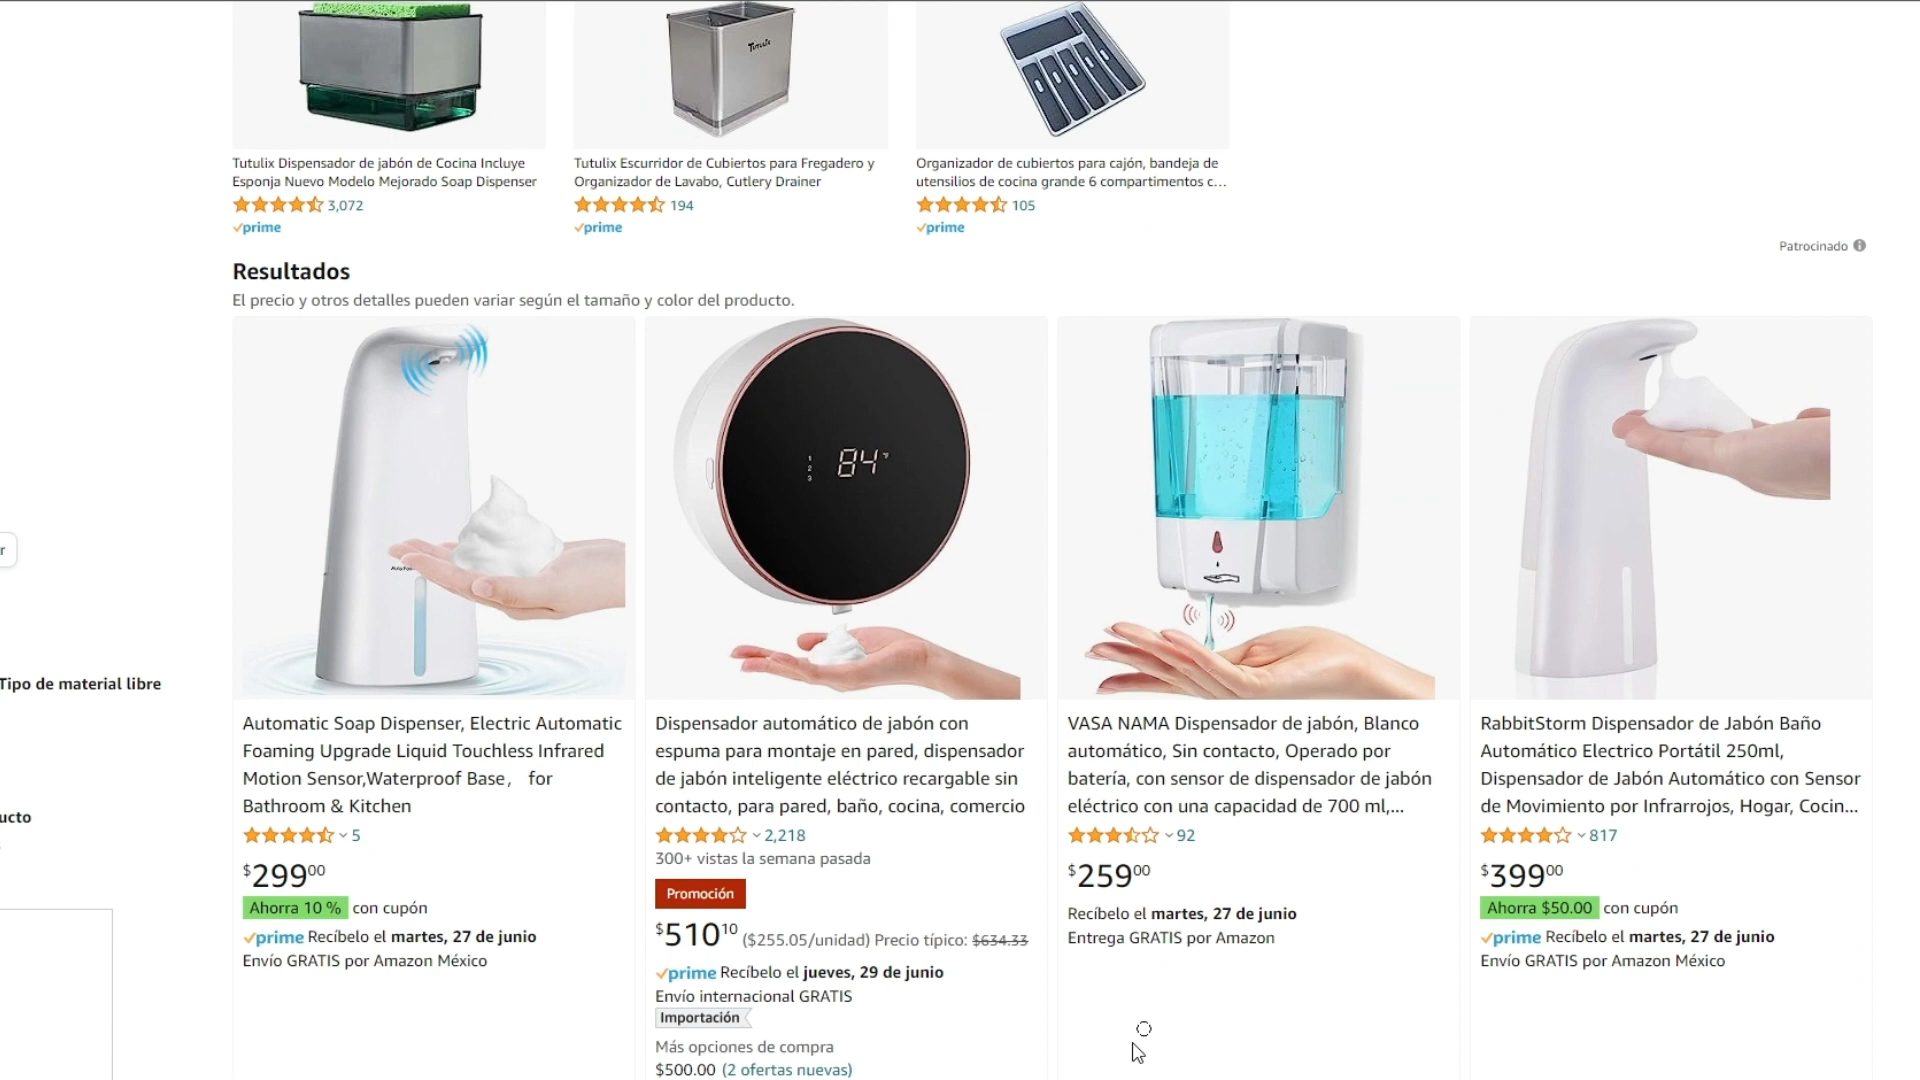 Tutulix
Tutulix Dispensador de jabón de Cocina Incluye
Esponja Nuevo Modelo Mejorado Soap Dispenser
3,072
prime
Tutulix Escurridor de Cubiertos para Fregadero y
Organizador de Lavabo, Cutlery Drainer
194
prime
Organizador de cubiertos para cajón, bandeja de
utensilios de cocina grande 6 compartimentos c...
105
prime
Patrocinado
Resultados
El precio y otros detalles pueden variar según el tamaño y color del producto.
r
Tipo de material libre
ucto
Automatic Soap Dispenser, Electric Automatic
Foaming Upgrade Liquid Touchless Infrared
Motion Sensor,Waterproof Base， for
Bathroom & Kitchen
5
$299⁰⁰
Ahorra 10 % con cupón
prime Recíbelo el martes, 27 de junio
Envío GRATIS por Amazon México
1
2
3
84°F
Dispensador automático de jabón con
espuma para montaje en pared, dispensador
de jabón inteligente eléctrico recargable sin
contacto, para pared, baño, cocina, comercio
2,218
300+ vistas la semana pasada
Promoción
$510¹⁰ ($255.05/unidad) Precio típico: $634.33
prime Recíbelo el jueves, 29 de junio
Envío internacional GRATIS
Importación
Más opciones de compra
$500.00 (2 ofertas nuevas)
VASA NAMA Dispensador de jabón, Blanco
automático, Sin contacto, Operado por
batería, con sensor de dispensador de jabón
eléctrico con una capacidad de 700 ml,...
92
$259⁰⁰
Recíbelo el martes, 27 de junio
Entrega GRATIS por Amazon
RabbitStorm Dispensador de Jabón Baño
Automático Electrico Portátil 250ml,
Dispensador de Jabón Automático con Sensor
de Movimiento por Infrarrojos, Hogar, Cocin...
817
$399⁰⁰
Ahorra $50.00 con cupón
prime Recíbelo el martes, 27 de junio
Envío GRATIS por Amazon México